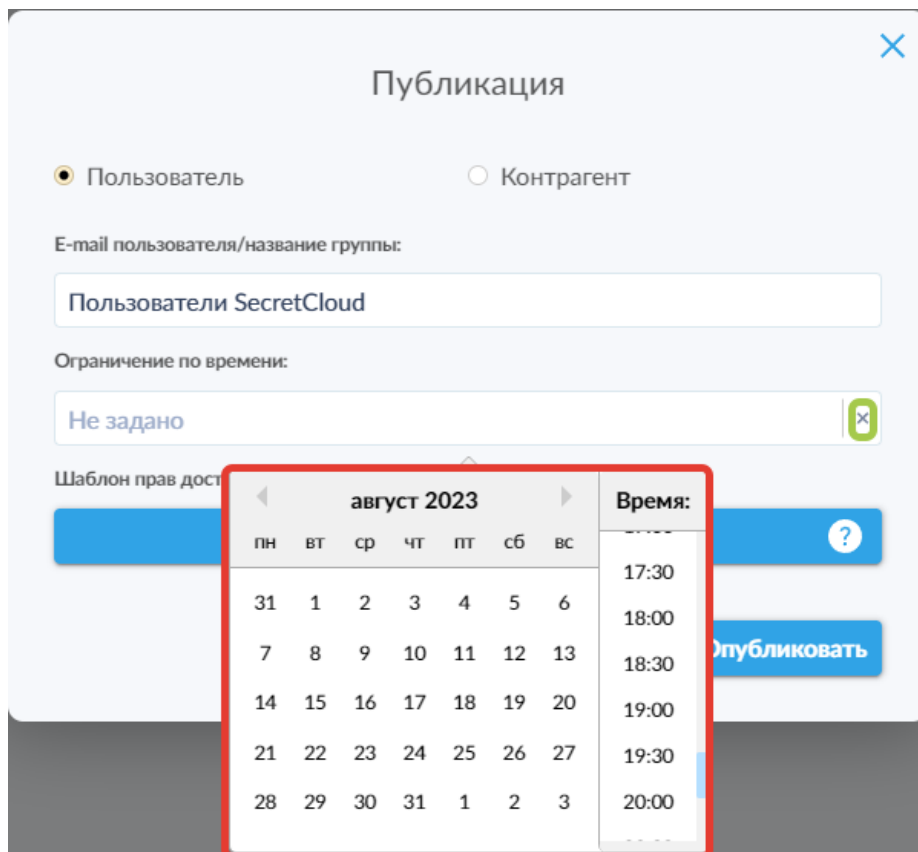 Публикация
Пользователь
Контрагент
E-mail пользователя/название группы:
Пользователи SecretCloud
Ограничение по времени:
Не задано
Шаблон прав
?
август 2023
Время:
пн вт ср чт пт сб вс
31 1 2 3 4 5 6
7 8 9 10 11 12 13
14 15 16 17 18 19 20
21 22 23 24 25 26 27
28 29 30 31 1 2 3
17:30
18:00
18:30
19:00
19:30
20:00
Опубликовать